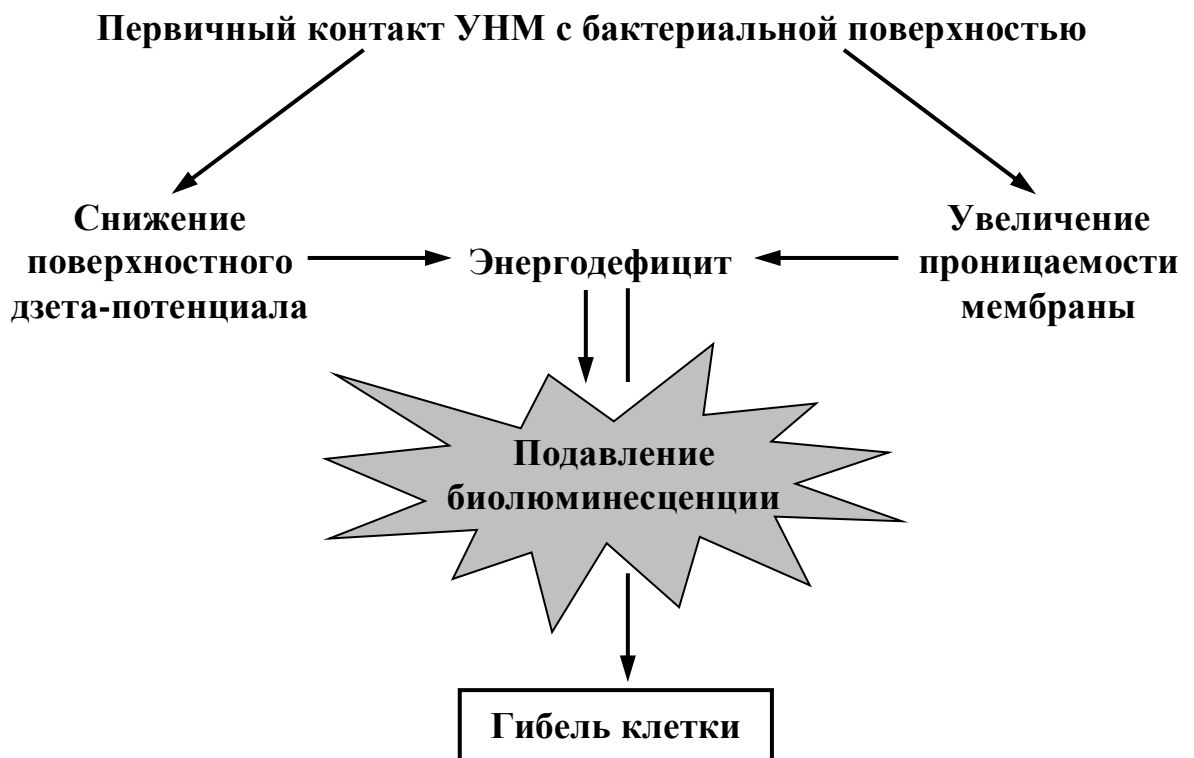 Первичный контакт УНМ с бактериальной поверхностью
Снижение
поверхностного
дзета-потенциала
Энергодефицит
Увеличение
проницаемости
мембраны
Подавление
биолюминесценции
Гибель клетки